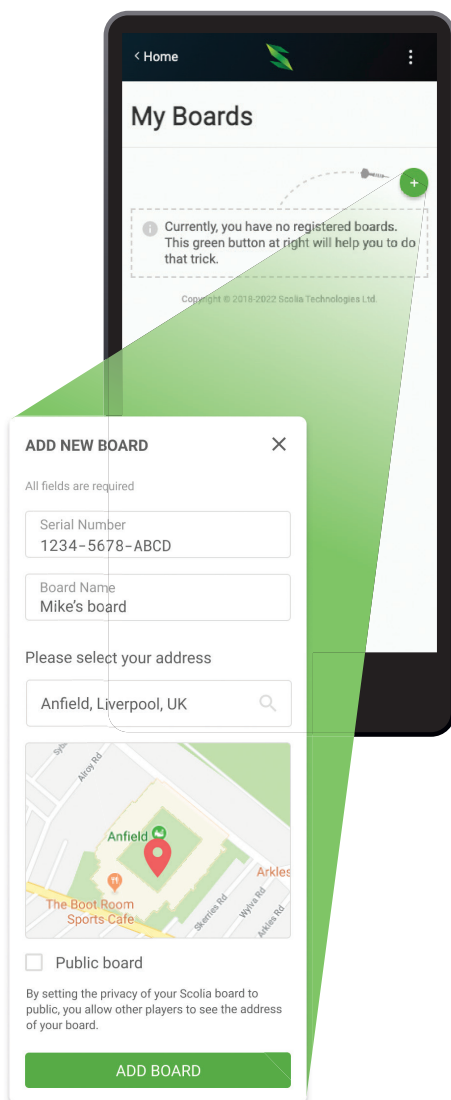 < Home
My Boards
+
Currently, you have no registered boards.
This green button at right will help you to do
that trick.
Copyright © 2018-2022 Scolia Technologies Ltd.
ADD NEW BOARD
All fields are required
Serial Number
1234-5678-ABCD
Board Name
Mike's board
Please select your address
Anfield, Liverpool, UK
Alroy Rd
Anfield
Arkles
The Boot Room
Sports Cafe
Skerries Rd
Wylva Rd
Arkles Rd
Public board
By setting the privacy of your Scolia board to
public, you allow other players to see the address
of your board.
ADD BOARD